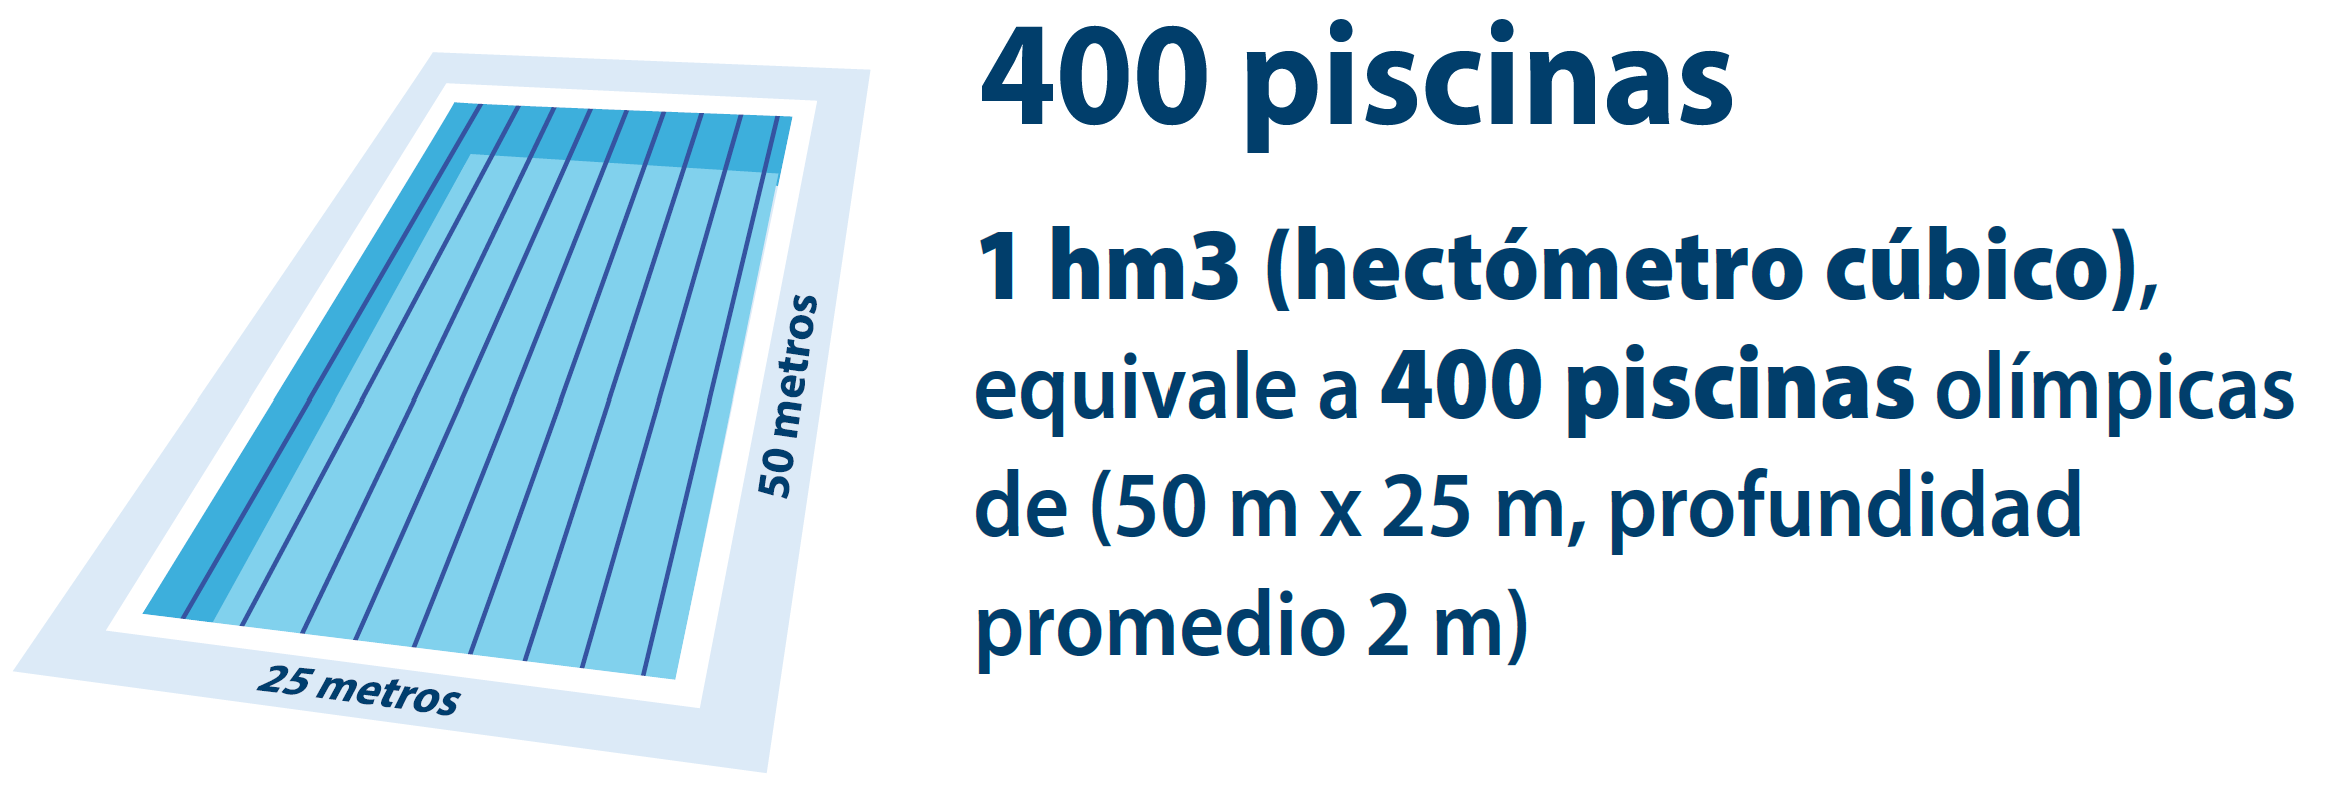 400 piscinas
1 hm3 (hectómetro cúbico),
equivale a 400 piscinas olímpicas
de (50 m x 25 m, profundidad
promedio 2 m)
50 metros
25 metros